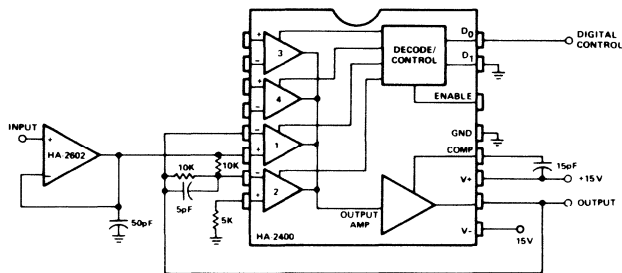 D0
DIGITAL
CONTROL
DECODE/
CONTROL
D1
3
+
−
ENABLE
4
+
−
INPUT
+
HA-2602
−
GND
−
1
+
COMP
15pF
10K
10K
V+
+15V
5pF
−
2
+
OUTPUT
AMP
OUTPUT
50pF
5K
HA-2400
V-
15V